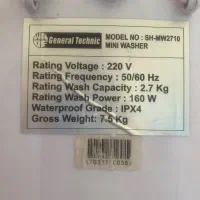 General Technic
MODEL NO : SH-MW2710
MINI WASHER
Rating Voltage : 220 V
Rating Frequency : 50/60 Hz
Rating Wash Capacity : 2.7 Kg
Rating Wash Power : 160 W
Waterproof Grade : IPX4
Gross Weight: 7.5 Kg